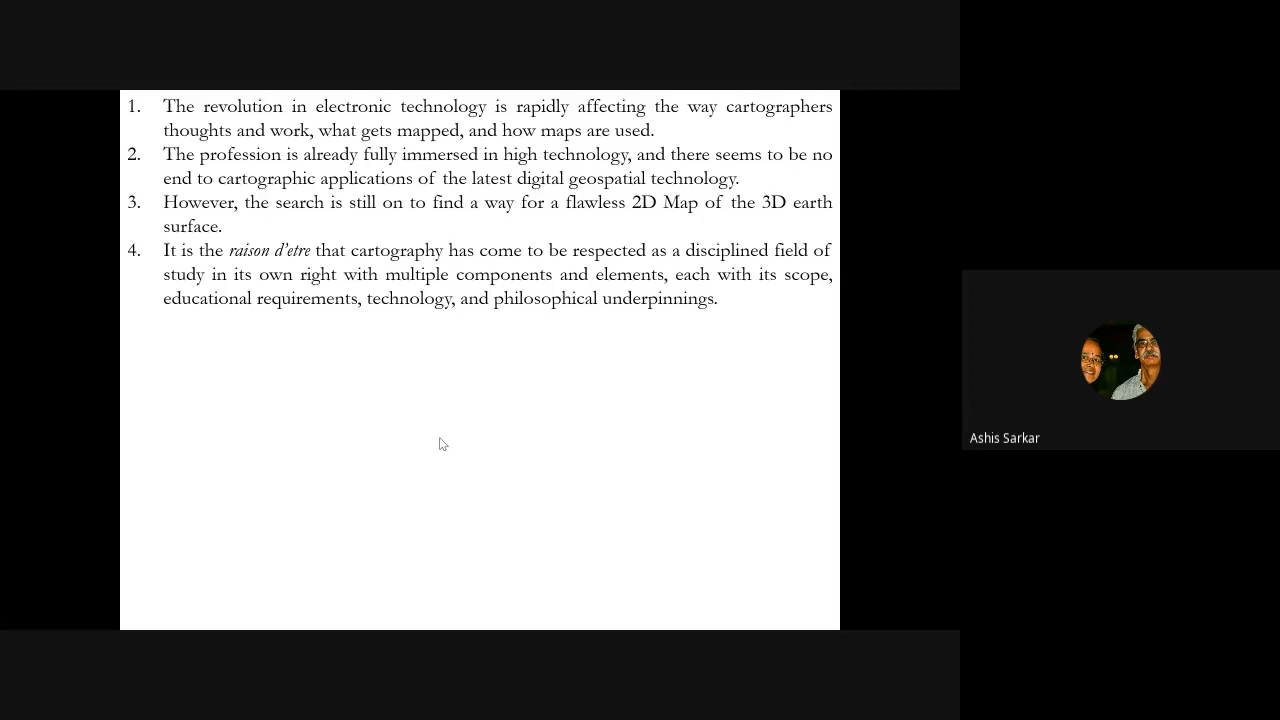 1. The revolution in electronic technology is rapidly affecting the way cartographers
thoughts and work, what gets mapped, and how maps are used.
2. The profession is already fully immersed in high technology, and there seems to be no
end to cartographic applications of the latest digital geospatial technology.
3. However, the search is still on to find a way for a flawless 2D Map of the 3D earth
surface.
4. It is the raison d'etre that cartography has come to be respected as a disciplined field of
study in its own right with multiple components and elements, each with its scope,
educational requirements, technology, and philosophical underpinnings.
Ashis Sarkar